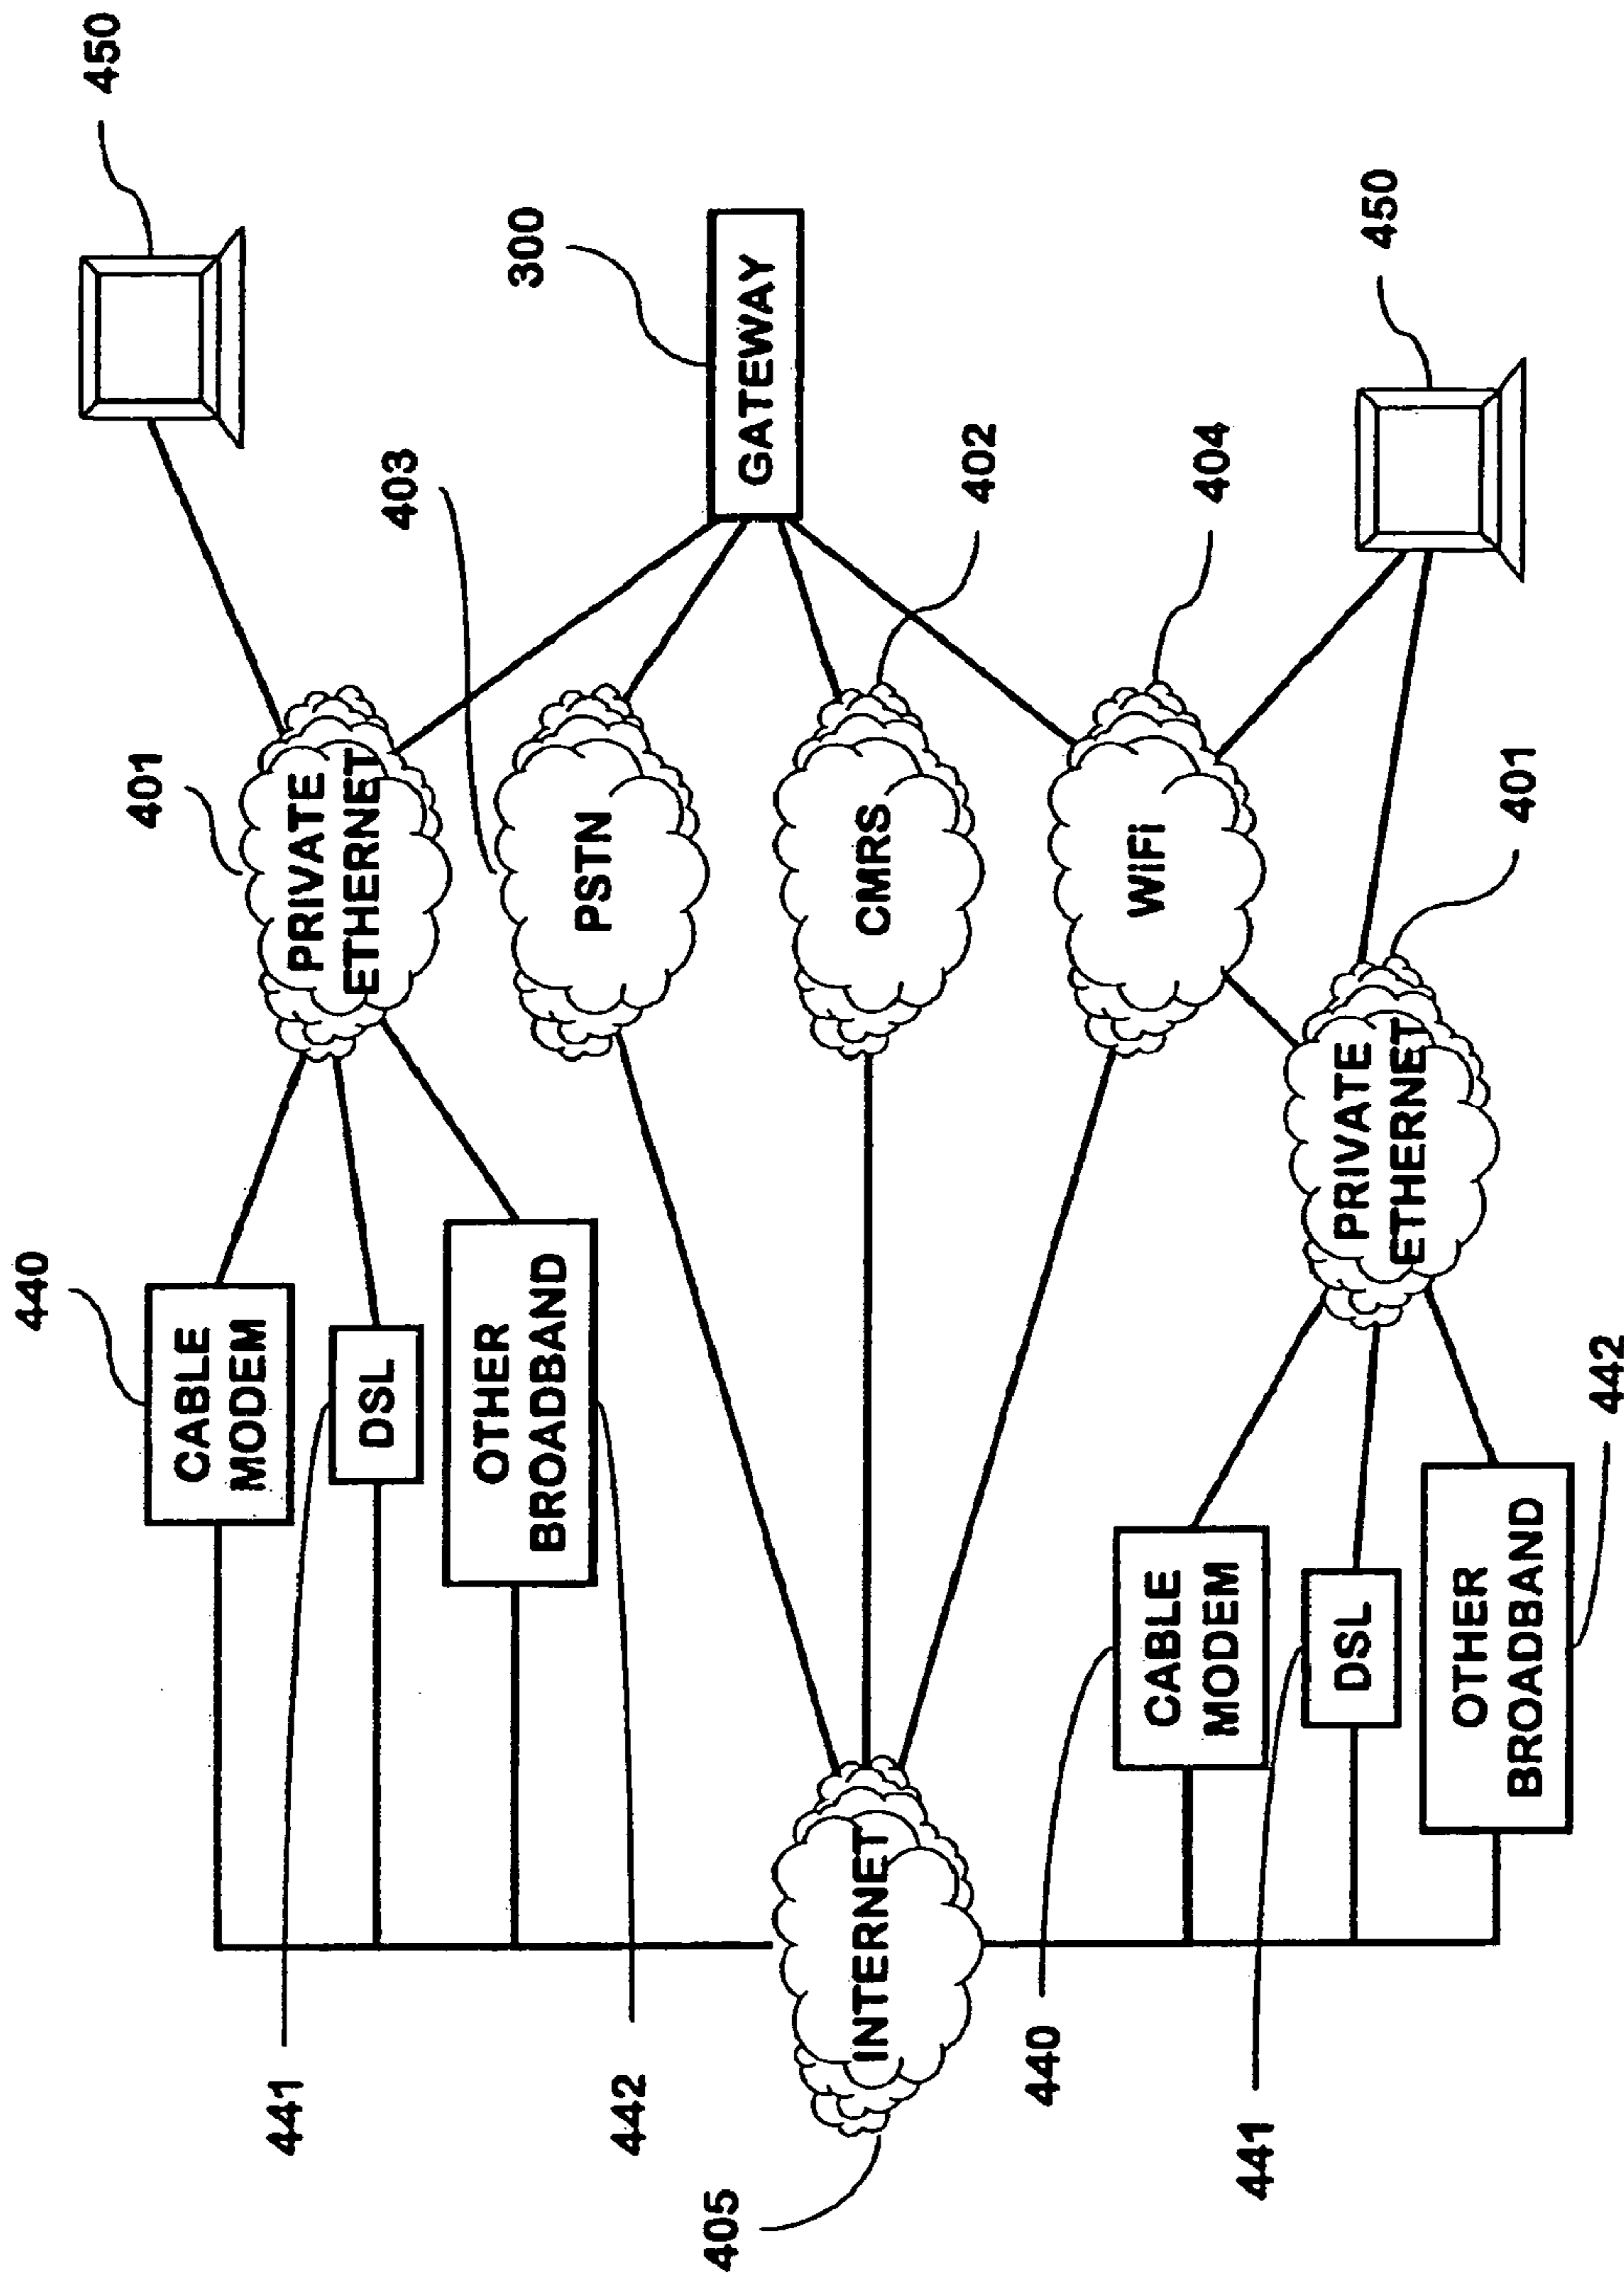 440
450
401
CABLE
MODEM
441
PRIVATE
ETHERNET
DSL
403
OTHER
BROADBAND
300
PSTN
442
405
GATEWAY
INTERNET
CMRS
402
440
WiFi
CABLE
MODEM
404
441
DSL
PRIVATE
ETHERNET
450
OTHER
BROADBAND
401
442